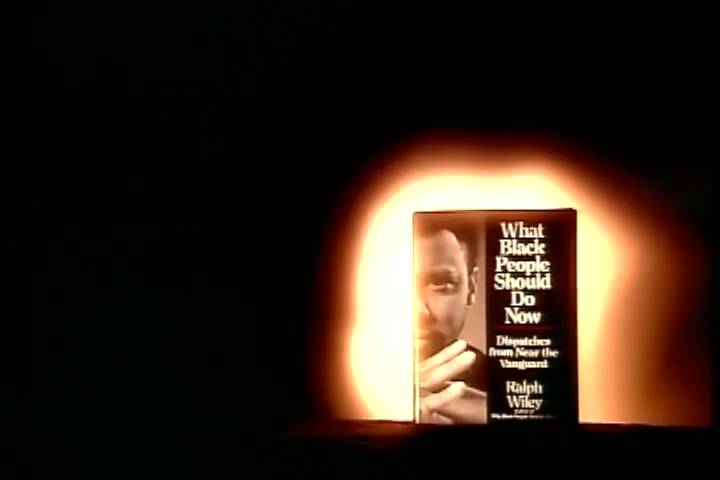 What
Black
People
Should
Do
Now
Dispatches
from Near the
Vanguard
Ralph
Wiley